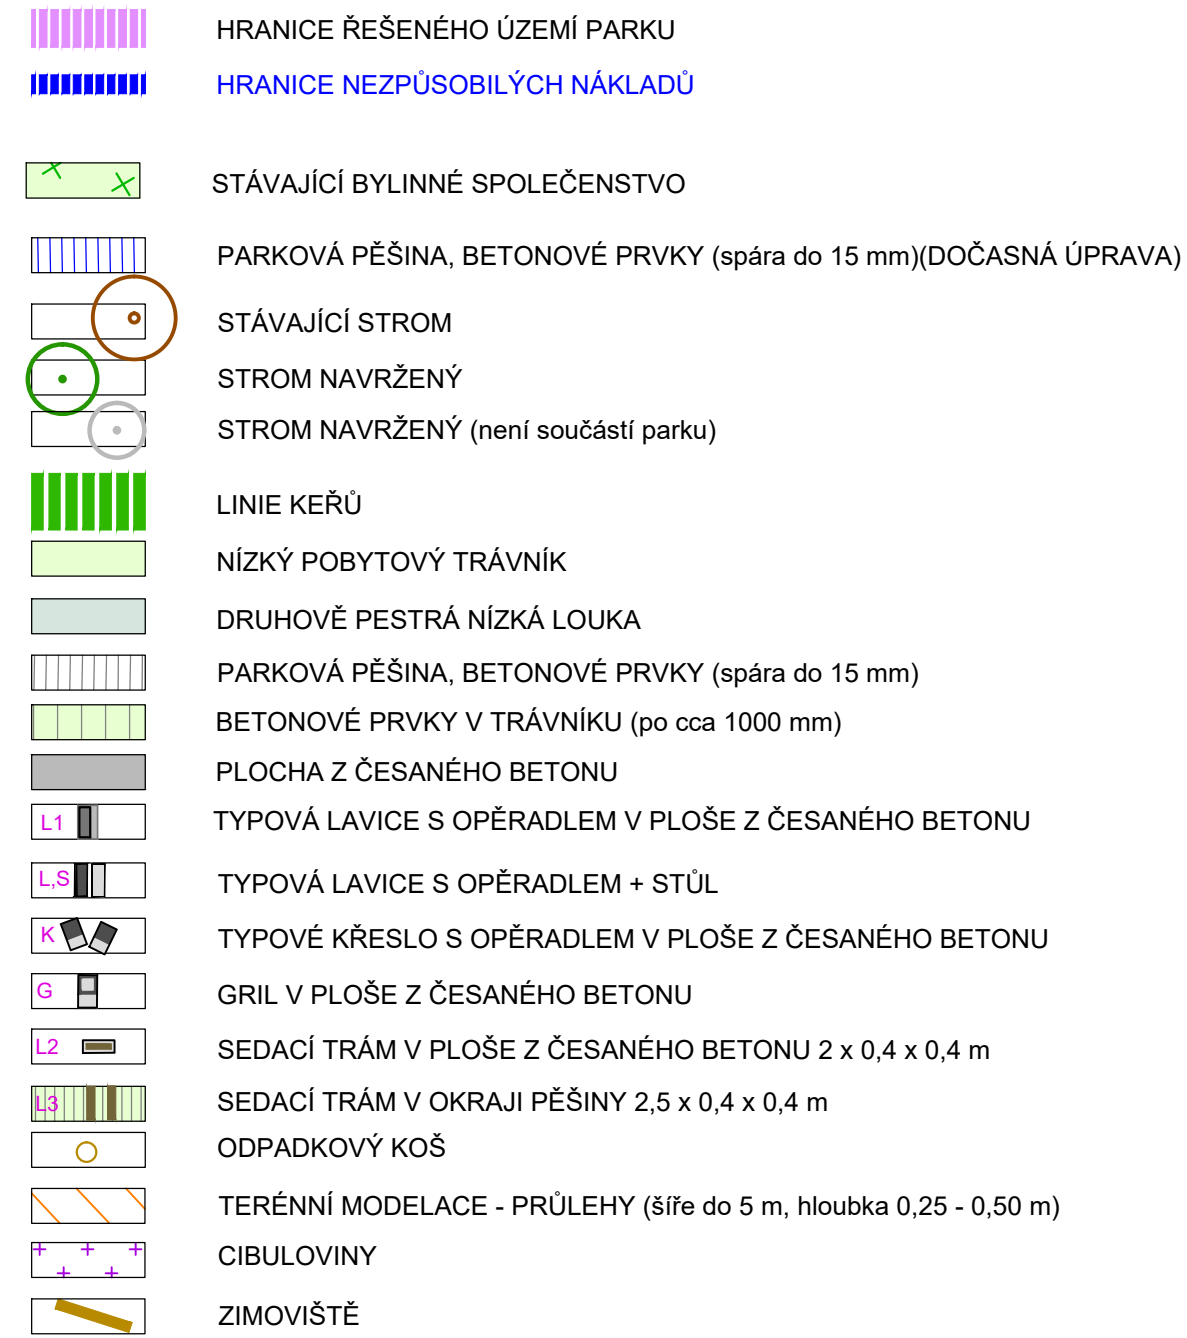 HRANICE ŘEŠENÉHO ÚZEMÍ PARKU
HRANICE NEZPŮSOBILÝCH NÁKLADŮ
STÁVAJÍCÍ BYLINNÉ SPOLEČENSTVO
PARKOVÁ PĚŠINA, BETONOVÉ PRVKY (spára do 15 mm)(DOČASNÁ ÚPRAVA)
STÁVAJÍCÍ STROM
STROM NAVRŽENÝ
STROM NAVRŽENÝ (není součástí parku)
LINIE KEŘŮ
NÍZKÝ POBYTOVÝ TRÁVNÍK
DRUHOVĚ PESTRÁ NÍZKÁ LOUKA
PARKOVÁ PĚŠINA, BETONOVÉ PRVKY (spára do 15 mm)
BETONOVÉ PRVKY V TRÁVNÍKU (po cca 1000 mm)
PLOCHA Z ČESANÉHO BETONU
L1 TYPOVÁ LAVICE S OPĚRADLEM V PLOŠE Z ČESANÉHO BETONU
L,S TYPOVÁ LAVICE S OPĚRADLEM + STŮL
K TYPOVÉ KŘESLO S OPĚRADLEM V PLOŠE Z ČESANÉHO BETONU
G GRIL V PLOŠE Z ČESANÉHO BETONU
L2 SEDACÍ TRÁM V PLOŠE Z ČESANÉHO BETONU 2 x 0,4 x 0,4 m
L3 SEDACÍ TRÁM V OKRAJI PĚŠINY 2,5 x 0,4 x 0,4 m
ODPADKOVÝ KOŠ
TERÉNNÍ MODELACE - PRŮLEHY (šíře do 5 m, hloubka 0,25 - 0,50 m)
CIBULOVINY
ZIMOVIŠTĚ